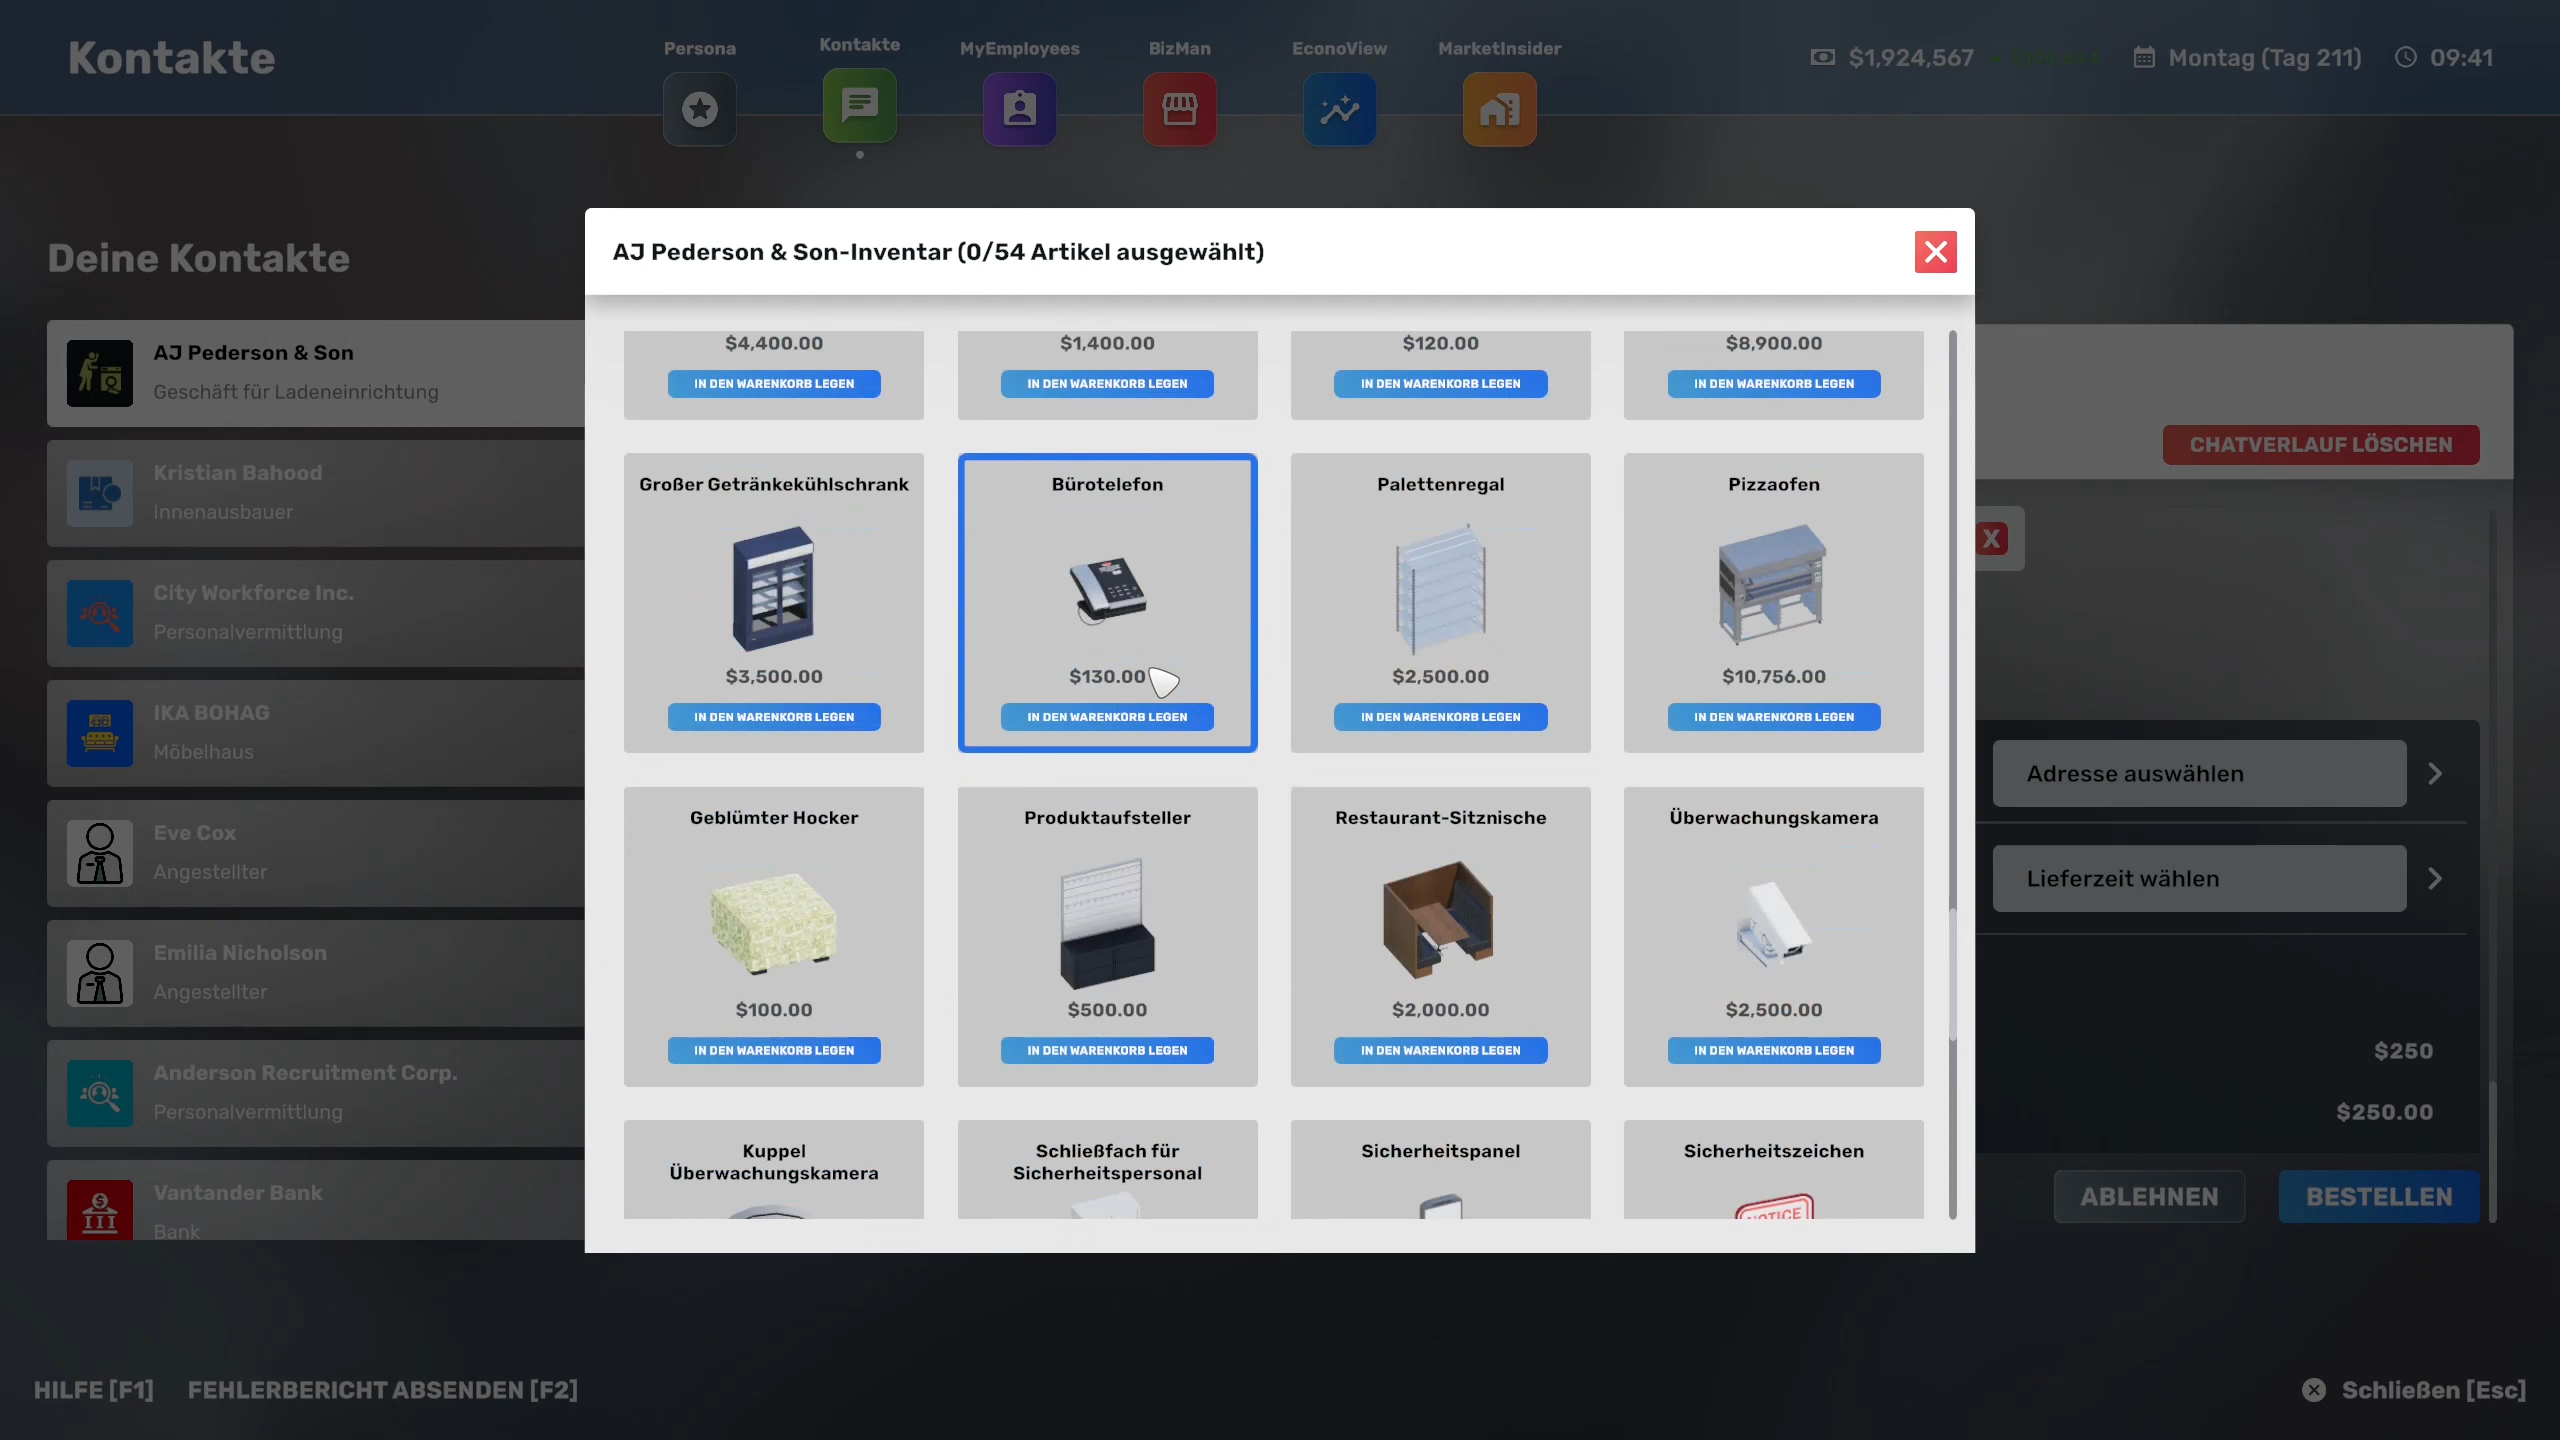 Kontakte
Persona
Kontakte
MyEmployees
BizMan
EconoView
MarketInsider
$1,924,567
Montag (Tag 211)
09:41
Deine Kontakte
AJ Pederson & Son
Geschäft für Ladeneinrichtung
Kristian Bahood
Innenausbauer
City Workforce Inc.
Personalvermittlung
IKA BOHAG
Möbelhaus
Eve Cox
Angestellter
Emilia Nicholson
Angestellter
Anderson Recruitment Corp.
Personalvermittlung
Vantander Bank
Bank
AJ Pederson & Son-Inventar (0/54 Artikel ausgewählt)
$4,400.00
IN DEN WARENKORB LEGEN
$1,400.00
IN DEN WARENKORB LEGEN
$120.00
IN DEN WARENKORB LEGEN
$8,900.00
IN DEN WARENKORB LEGEN
Großer Getränkekühlschrank
$3,500.00
IN DEN WARENKORB LEGEN
Bürotelefon
$130.00
IN DEN WARENKORB LEGEN
Palettenregal
$2,500.00
IN DEN WARENKORB LEGEN
Pizzaofen
$10,756.00
IN DEN WARENKORB LEGEN
Geblümter Hocker
$100.00
IN DEN WARENKORB LEGEN
Produktaufsteller
$500.00
IN DEN WARENKORB LEGEN
Restaurant-Sitznische
$2,000.00
IN DEN WARENKORB LEGEN
Überwachungskamera
$2,500.00
IN DEN WARENKORB LEGEN
Kuppel
Überwachungskamera
Schließfach für
Sicherheitspersonal
Sicherheitspanel
Sicherheitszeichen
NOTICE
CHATVERLAUF LÖSCHEN
X
Adresse auswählen
Lieferzeit wählen
$250
$250.00
ABLEHNEN
BESTELLEN
HILFE [F1]
FEHLERBERICHT ABSENDEN [F2]
Schließen [Esc]